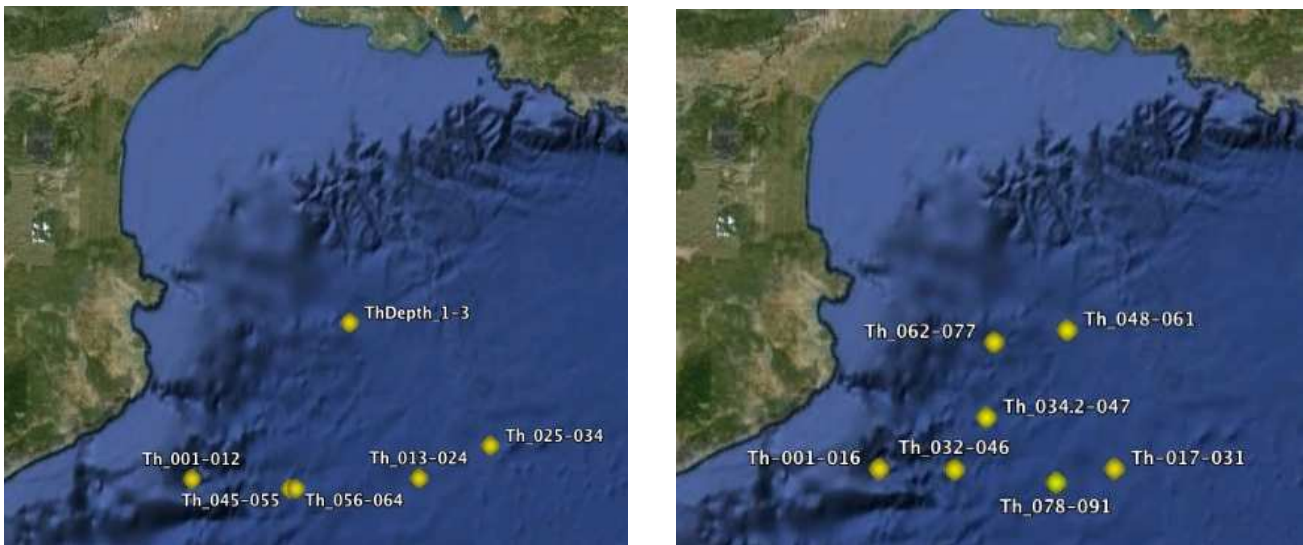 ThDepth_1-3
Th_025-034
Th_001-012
Th_013-024
Th_045-055
Th_056-064
Th_048-061
Th_062-077
Th_034.2-047
Th_032-046
Th-001-016
Th-017-031
Th_078-091